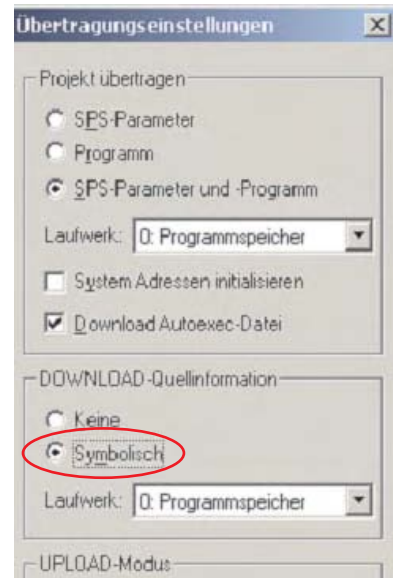 Übertragungseinstellungen
Projekt übertragen
SPS-Parameter
Programm
SPS-Parameter und -Programm
Laufwerk: 0: Programmspeicher
System Adressen initialisieren
Download Autoexec-Datei
DOWNLOAD-Quellinformation
Keine
Symbolisch
Laufwerk: 0: Programmspeicher
UPLOAD-Modus